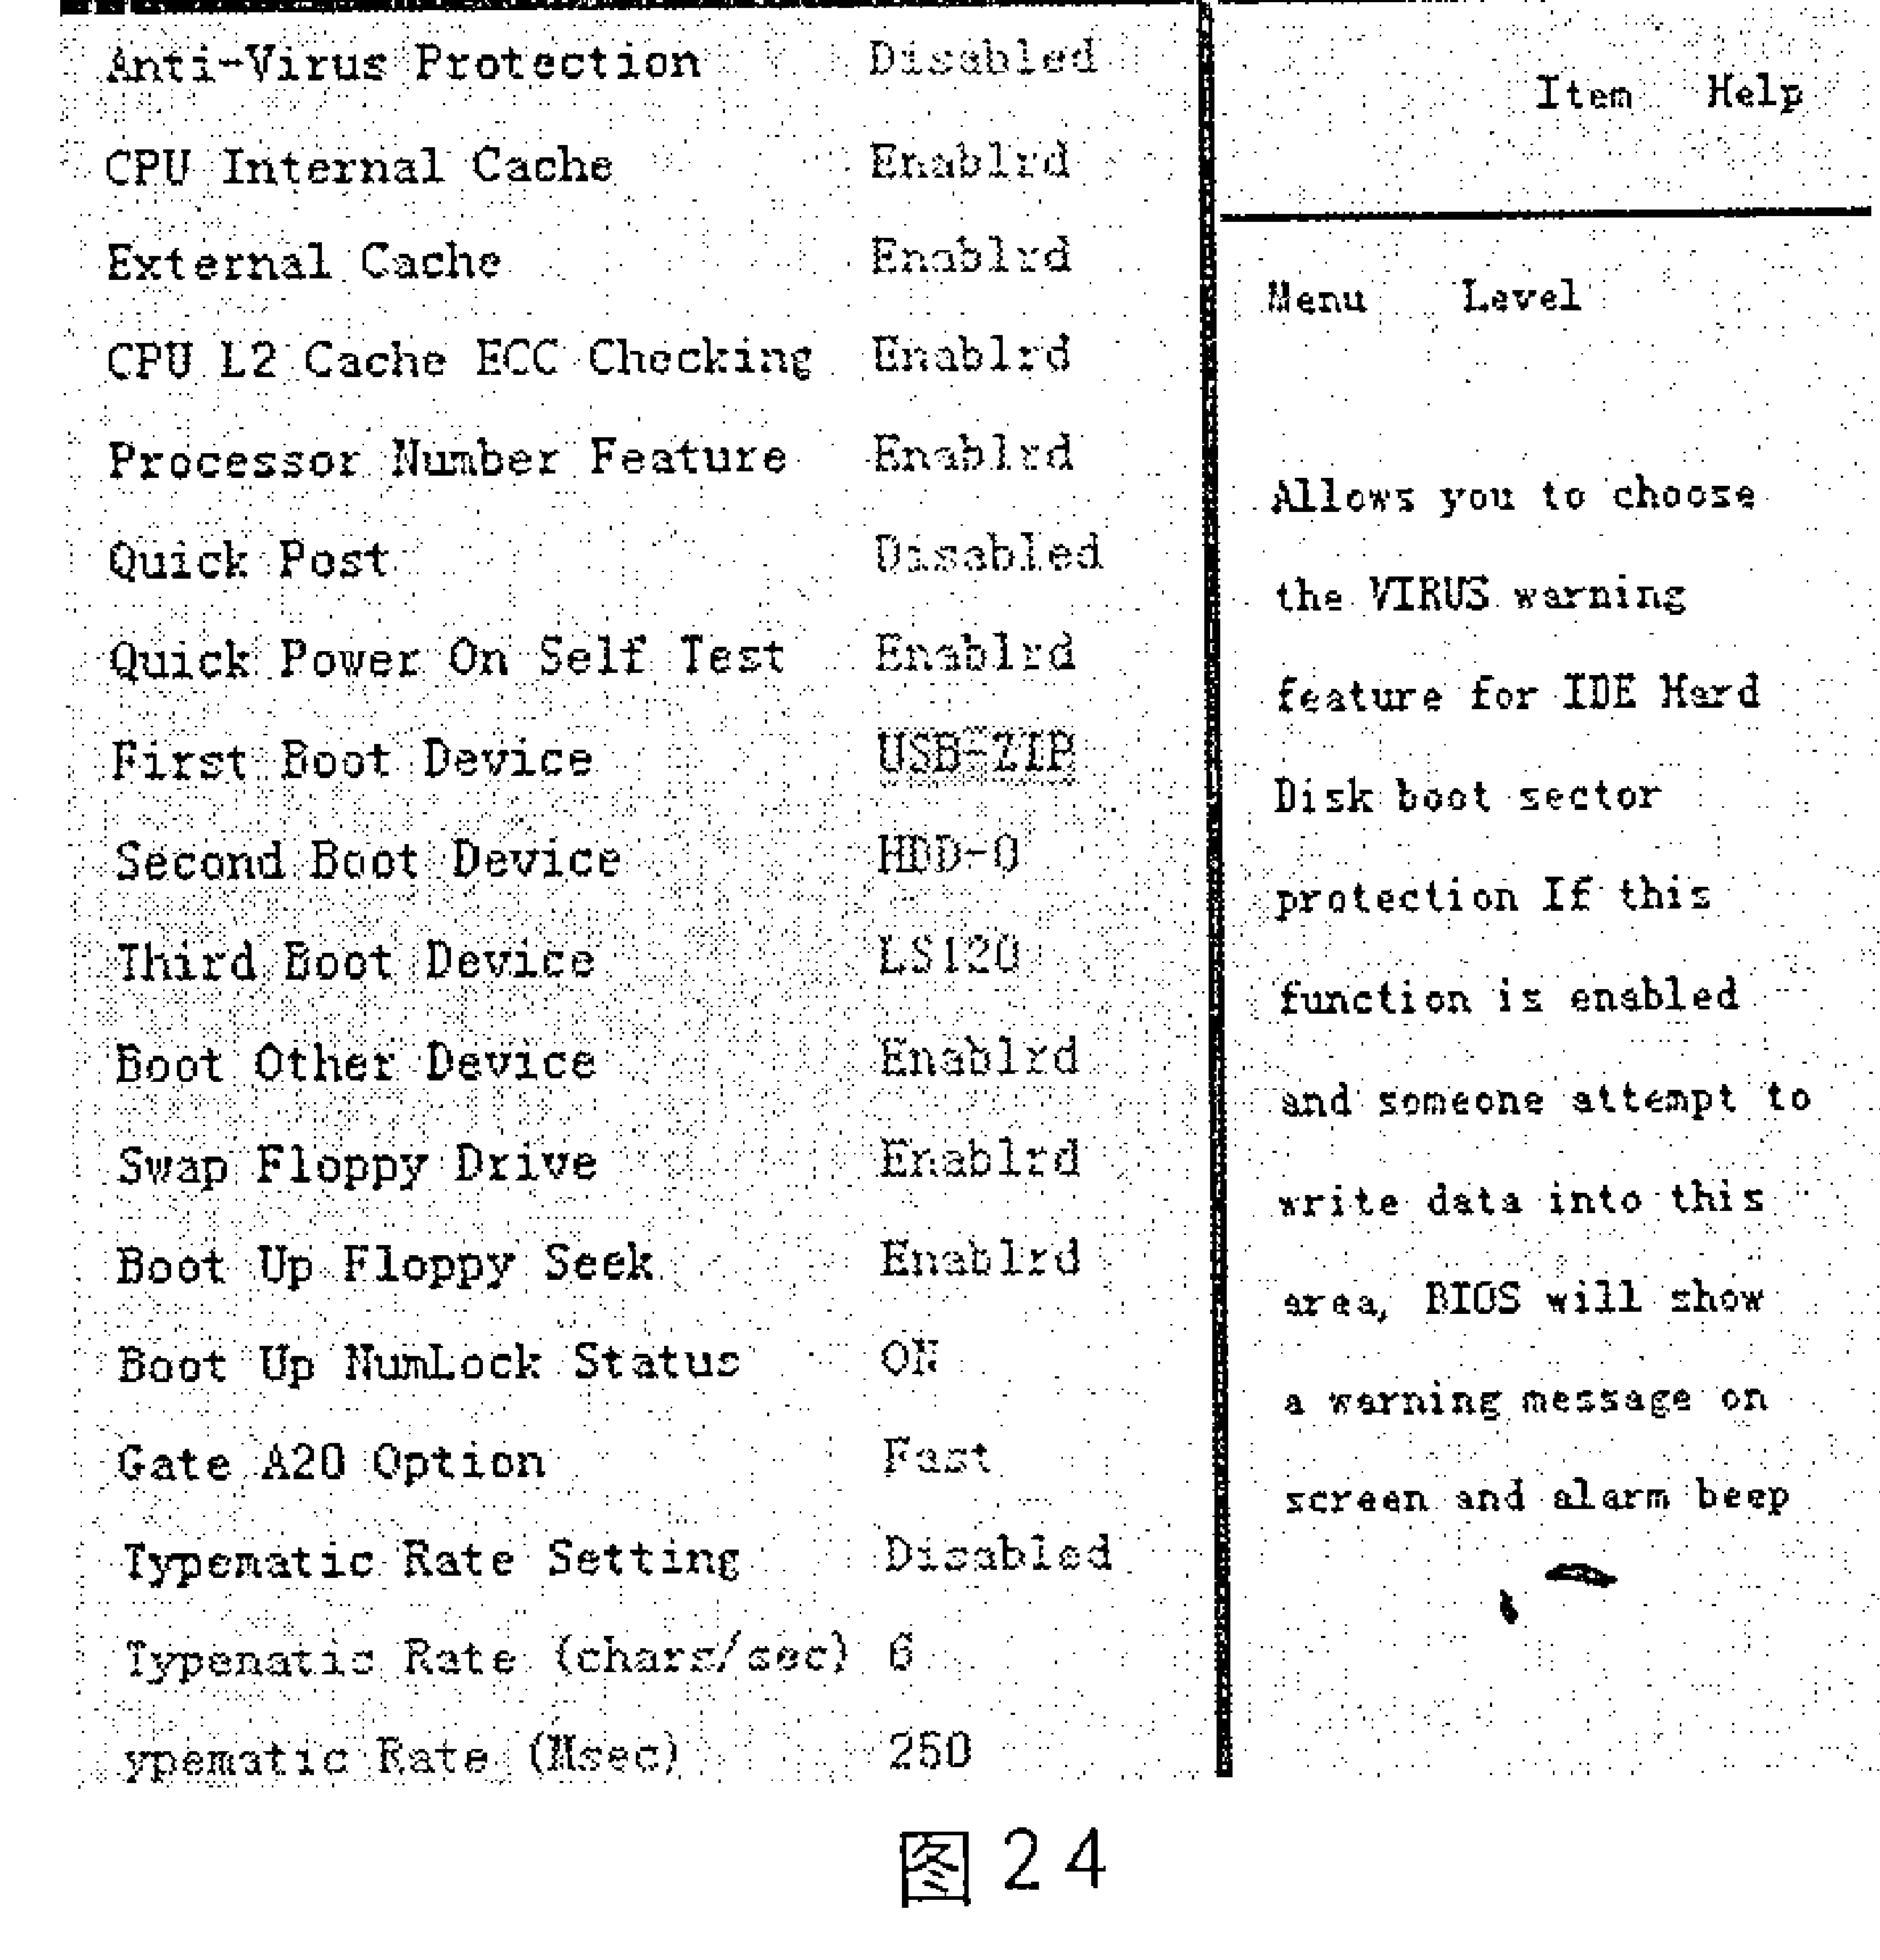 Anti-Virus Protection Disabled
CPU Internal Cache Enablrd
External Cache Enablrd
CPU L2 Cache ECC Checking Enablrd
Processor Number Feature Enablrd
Quick Post Disabled
Quick Power On Self Test Enablrd
First Boot Device USB-ZIP
Second Boot Device HDD-0
Third Boot Device LS120
Boot Other Device Enablrd
Swap Floppy Drive Enablrd
Boot Up Floppy Seek Enablrd
Boot Up NumLock Status ON
Gate A20 Option Fast
Typematic Rate Setting Disabled
Typenatic Rate (chars/sec) 6
ypematic Rate (Msec) 250
Item Help
Menu Level
Allows you to choose
the VIRUS warning
feature for IDE Hard
Disk boot sector
protection If this
function is enabled
and someone attempt to
write data into this
area, BIOS will show
a warning message on
screen and alarm beep
图24